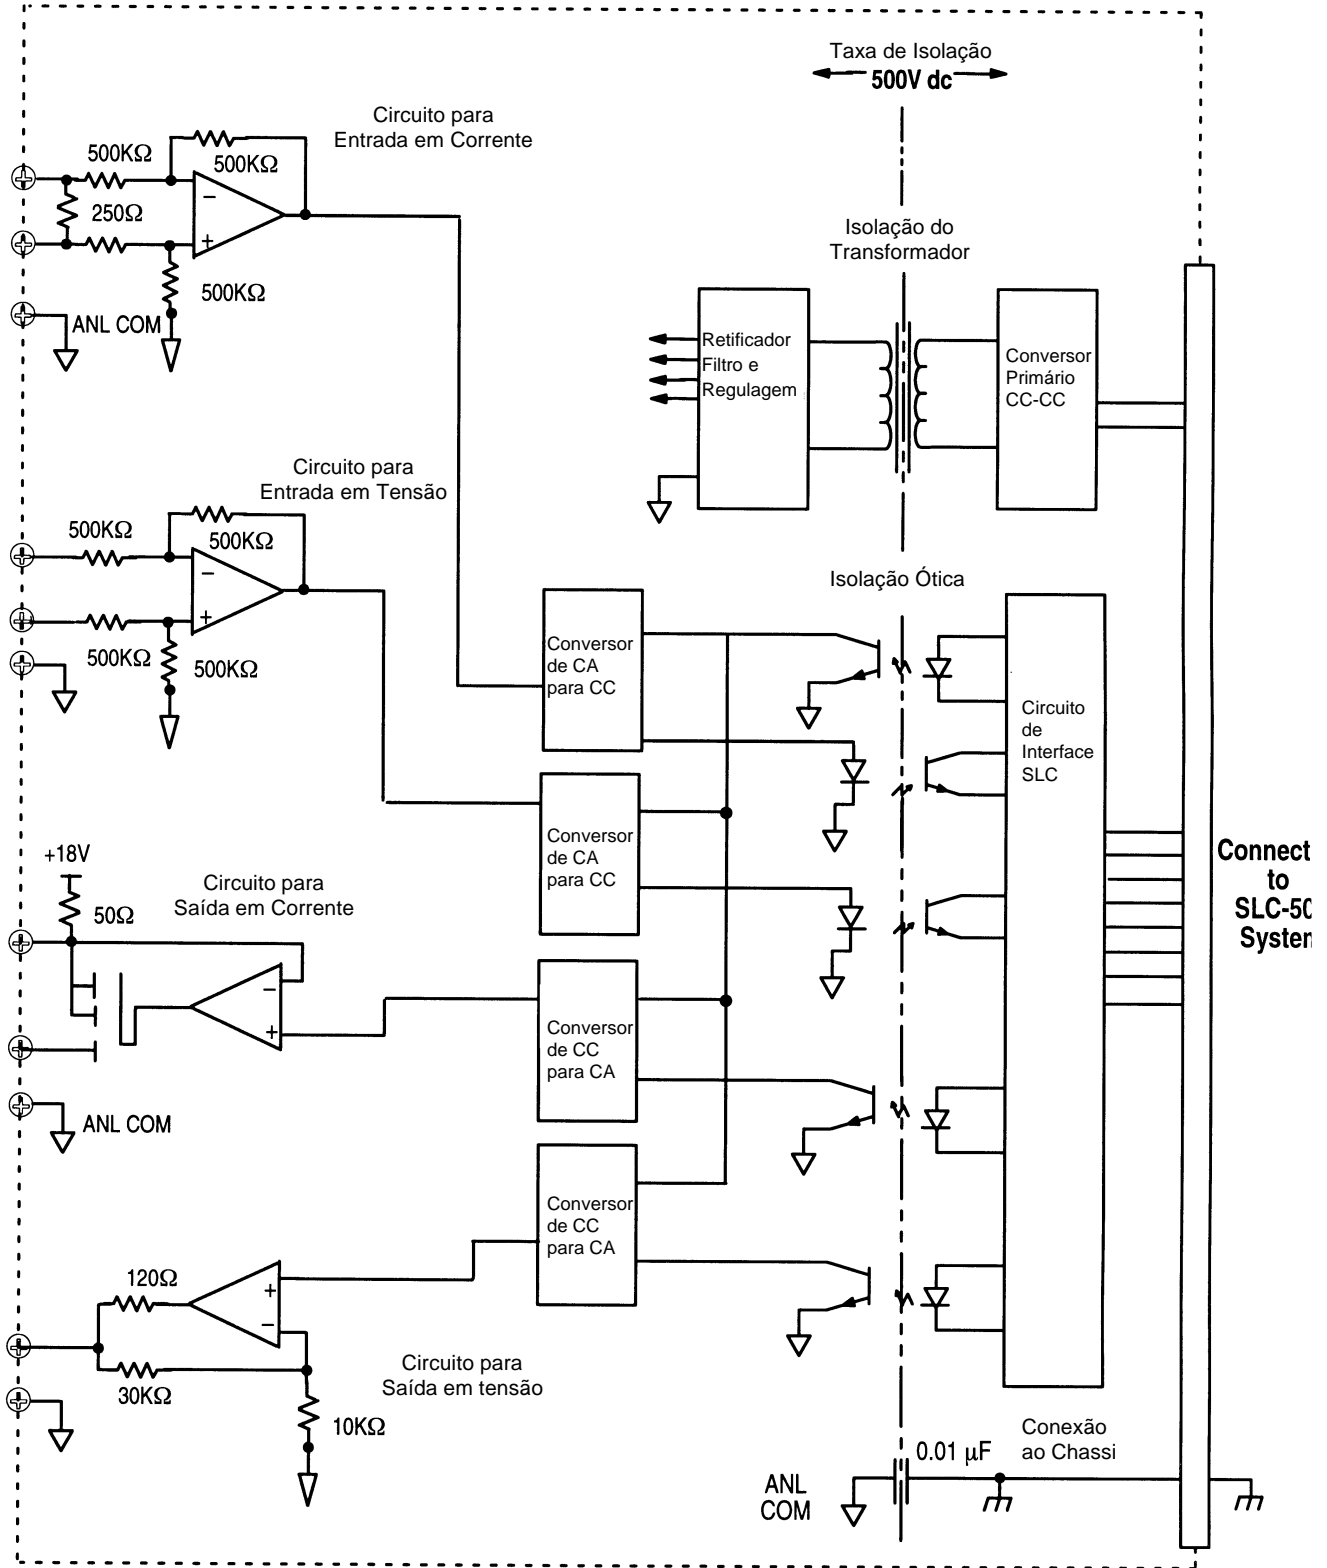 Taxa de Isolação
500V dc
Circuito para
Entrada em Corrente
500KΩ
500KΩ
250Ω
500KΩ
ANL COM
Isolação do
Transformador
Retificador
Filtro e
Regulagem
Conversor
Primário
CC-CC
Circuito para
Entrada em Tensão
500KΩ
500KΩ
500KΩ
500KΩ
Isolação Ótica
Conversor
de CA
para CC
Circuito
de
Interface
SLC
Conversor
de CA
para CC
Connect
to
SLC-50
System
+18V
50Ω
Circuito para
Saída em Corrente
Conversor
de CC
para CA
ANL COM
Conversor
de CC
para CA
120Ω
30KΩ
10KΩ
Circuito para
Saída em tensão
Conexão
ao Chassi
0.01 µF
ANL
COM